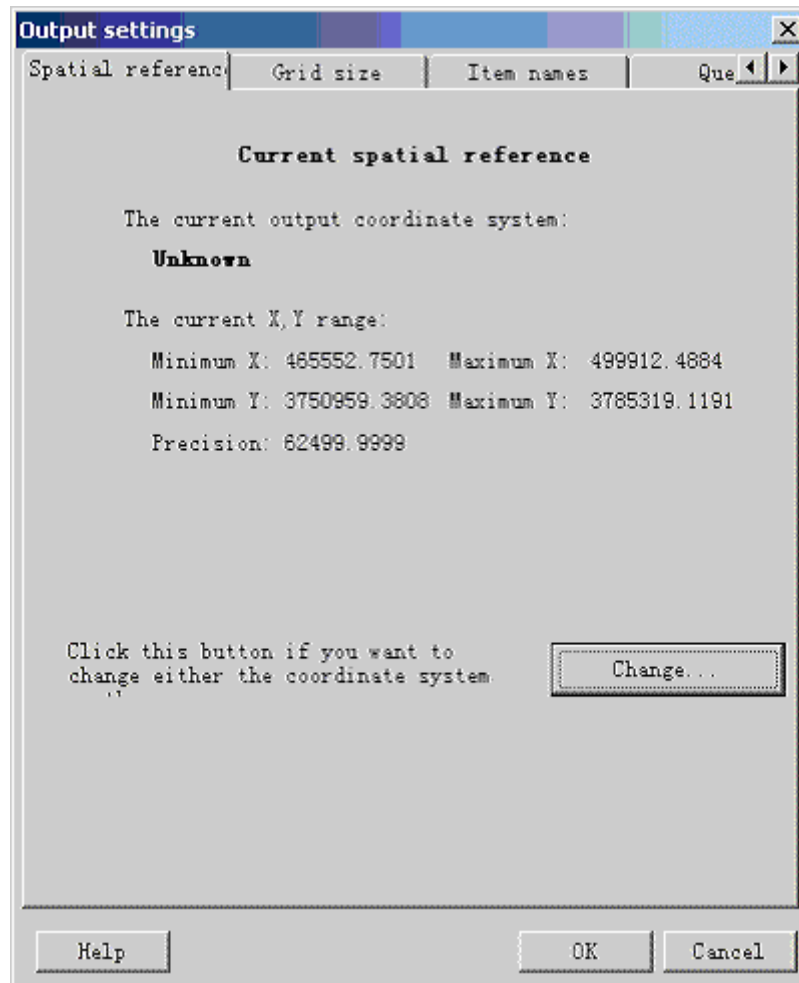 Output settings
Spatial referenc Grid size Item names Que
Current spatial reference
The current output coordinate system:
Unknown
The current X,Y range:
Minimum X: 465552.7501 Maximum X: 499912.4884
Minimum Y: 3750959.3808 Maximum Y: 3785319.1191
Precision: 62499.9999
Click this button if you want to
change either the coordinate system
Change...
Help OK Cancel